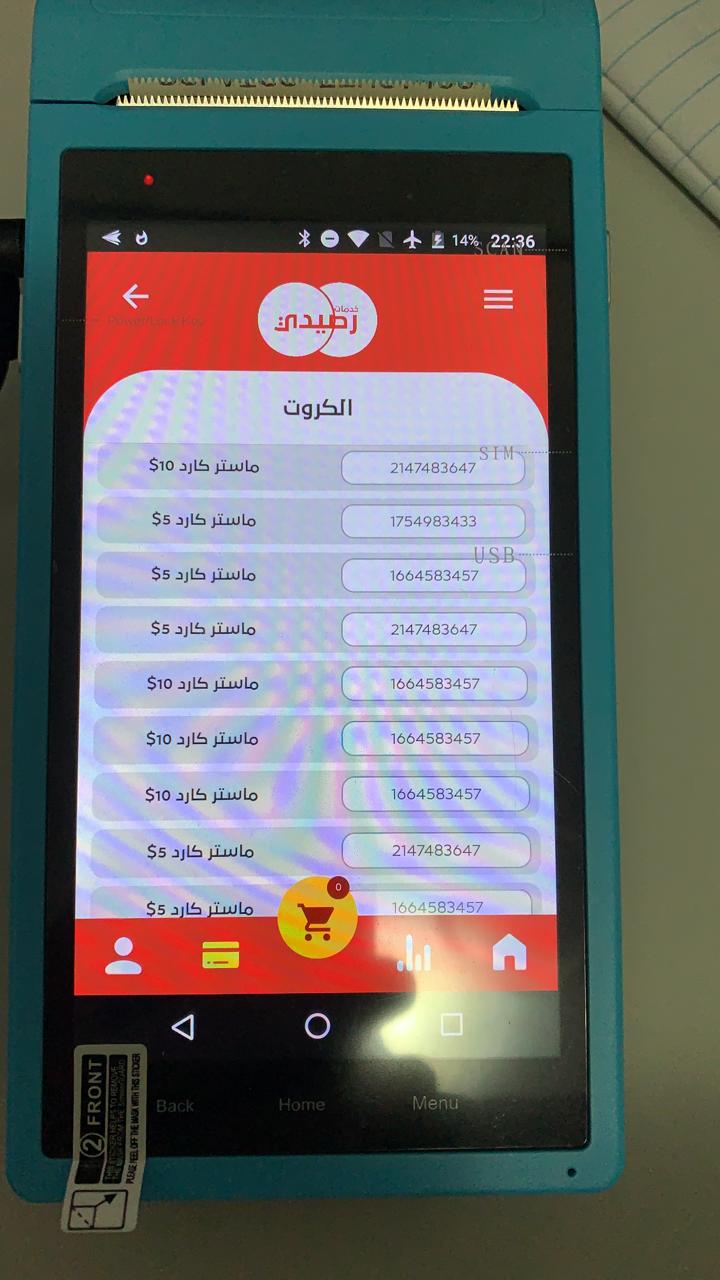 SERVICE
14% 22:36
SCAN
Power/Lock Key
خدمات
رصيدي
الكروت
SIM
ماستر كارد 10$
2147483647
ماستر كارد 5$
1754983433
USB
ماستر كارد 5$
1664583457
ماستر كارد 5$
2147483647
ماستر كارد 10$
1664583457
ماستر كارد 10$
1664583457
ماستر كارد 10$
1664583457
ماستر كارد 5$
2147483647
ماستر كارد 5$
1664583457
0
Back Home Menu
2 FRONT
PLEASE PEEL OFF THE MASK WITH THIS STICKER